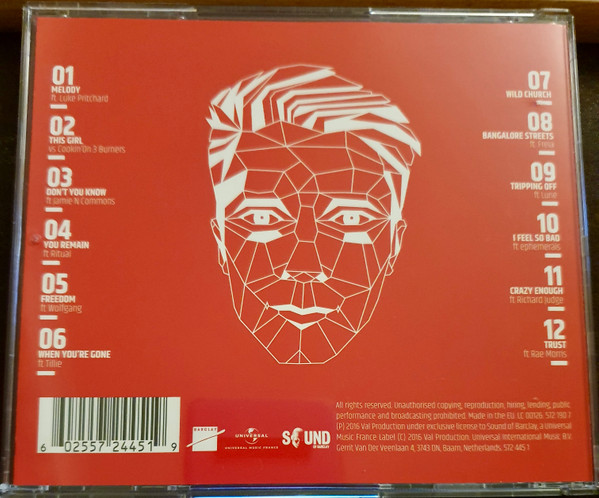 01
MELODY
ft. Luke Pritchard
02
THIS GIRL
vs Cookin On 3 Burners
03
DON'T YOU KNOW
ft Jamie N Commons
04
YOU REMAIN
ft Ritual
05
FREEDOM
ft Wolfgang
06
WHEN YOU'RE GONE
ft Tillie
07
WILD CHURCH
08
BANGALORE STREETS
ft Fhira
09
TRIPPING OFF
ft Lune
10
I FEEL SO BAD
ft ephemerals
11
CRAZY ENOUGH
ft Richard Judge
12
TRUST
ft Rae Morris
6 02557 24451 9
BARCLAY
UNIVERSAL
UNIVERSAL MUSIC FRANCE
SOUND
OF BARCLAY
All rights reserved. Unauthorised copying, reproduction, hiring, lending, public
performance and broadcasting prohibited. Made in the EU. LC 00126. 572 190 7
(P) 2016 Val Production under exclusive license to Sound of Barclay, a Universal
Music France Label (C) 2016 Val Production. Universal International Music B.V.
Gerrit Van Der Veenlaan 4, 3743 DN, Baarn, Netherlands. 572 445 1